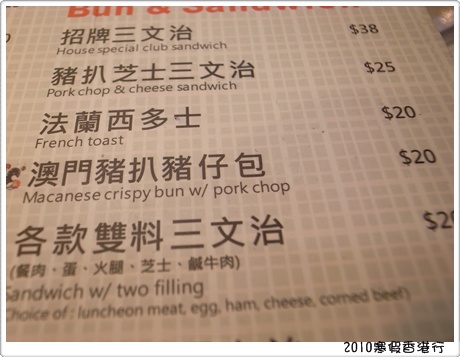 Bun & Sandwich
招牌三文治 $38
House special club sandwich
豬扒芝士三文治 $25
Pork chop & cheese sandwich
法蘭西多士 $20
French toast
澳門豬扒豬仔包 $20
Macanese crispy bun w/ pork chop
各款雙料三文治
(餐肉、蛋、火腿、芝士、鹹牛肉)
Sandwich w/ two filling
Choice of : luncheon meat, egg, ham, cheese, corned beef)
2010寒假香港行